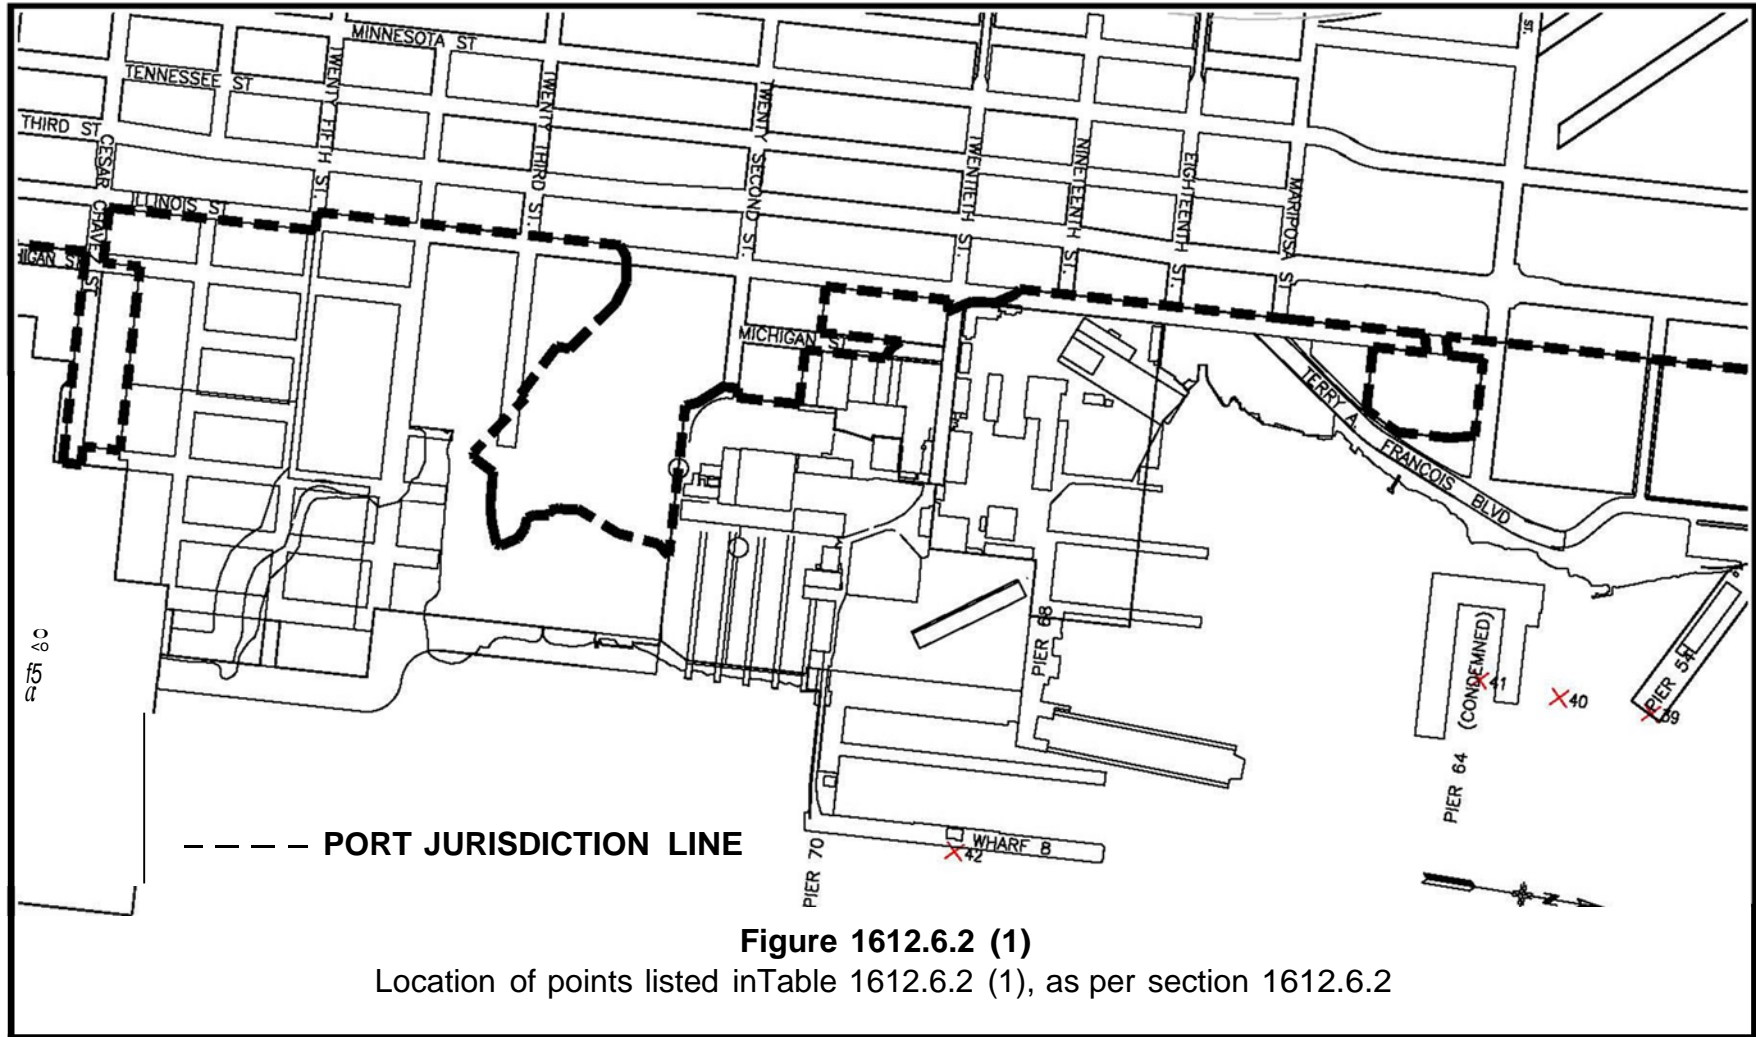 MINNESOTA ST
TENNESSEE ST
THIRD ST
ILLINOIS ST
HIGAN ST
MICHIGAN ST
CESAR CHAVEZ ST
TWENTY FIFTH ST.
TWENTY THIRD ST.
TWENTY SECOND ST.
TWENTIETH ST.
NINETEENTH ST.
EIGHTEENTH ST.
MARIPOSA ST
ST.
TERRY A. FRANCOIS BLVD
PIER 68
PIER 64 (CONDEMNED)
41
40
PIER 54
39
PIER 70
WHARF 8
42
PORT JURISDICTION LINE
N
Figure 1612.6.2 (1)
Location of points listed inTable 1612.6.2 (1), as per section 1612.6.2